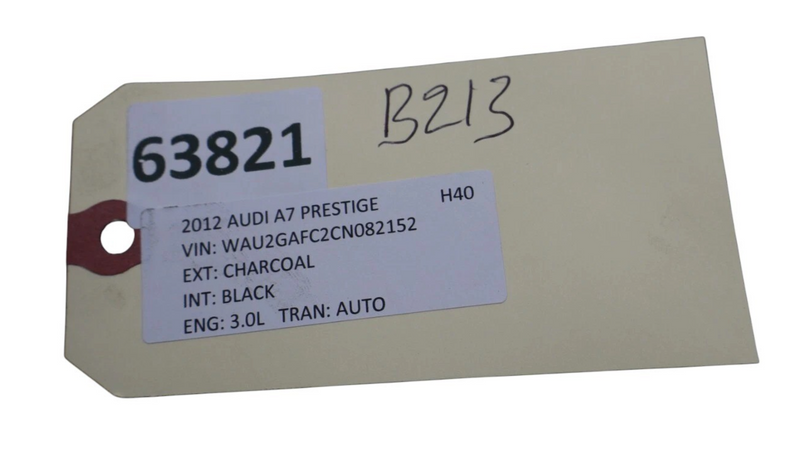 B213
63821
2012 AUDI A7 PRESTIGE H40
VIN: WAU2GAFC2CN082152
EXT: CHARCOAL
INT: BLACK
ENG: 3.0L TRAN: AUTO